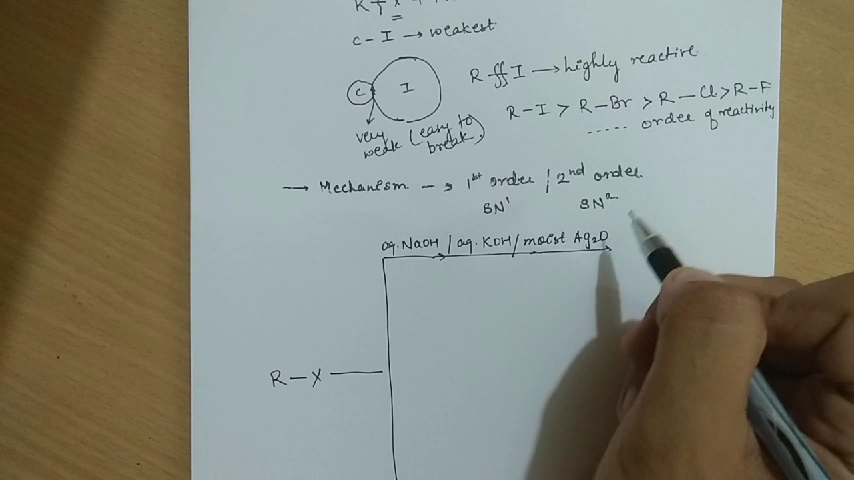 C-I → weakest
C I R I → highly reactive
very weak (easy to break)
R-I > R-Br > R-Cl > R-F
..... order of reactivity
→ Mechanism - → 1st order / 2nd order
SN1 SN2
aq. NaOH / aq. KOH / moist Ag2O
R-X